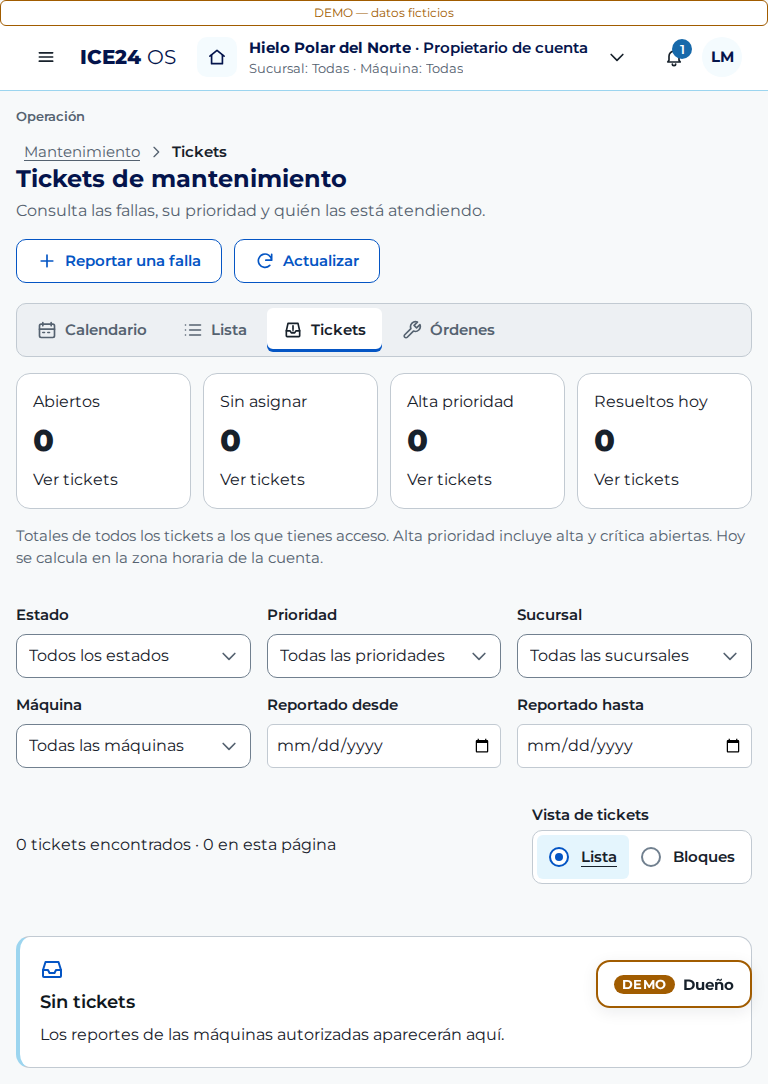 DEMO — datos ficticios
ICE24 OS
Hielo Polar del Norte · Propietario de cuenta
Sucursal: Todas · Máquina: Todas
1
LM
Operación
Mantenimiento > Tickets
Tickets de mantenimiento
Consulta las fallas, su prioridad y quién las está atendiendo.
Reportar una falla
Actualizar
Calendario
Lista
Tickets
Órdenes
Abiertos
0
Ver tickets
Sin asignar
0
Ver tickets
Alta prioridad
0
Ver tickets
Resueltos hoy
0
Ver tickets
Totales de todos los tickets a los que tienes acceso. Alta prioridad incluye alta y crítica abiertas. Hoy
se calcula en la zona horaria de la cuenta.
Estado
Todos los estados
Prioridad
Todas las prioridades
Sucursal
Todas las sucursales
Máquina
Todas las máquinas
Reportado desde
mm/dd/yyyy
Reportado hasta
mm/dd/yyyy
0 tickets encontrados · 0 en esta página
Vista de tickets
Lista
Bloques
Sin tickets
Los reportes de las máquinas autorizadas aparecerán aquí.
DEMO Dueño